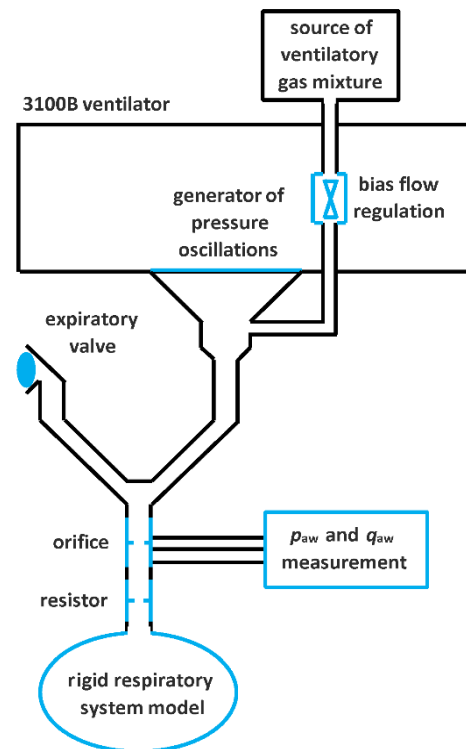 source of
ventilatory
gas mixture
3100B ventilator
generator of
pressure
oscillations
bias flow
regulation
expiratory
valve
orifice
paw and qaw
measurement
resistor
rigid respiratory
system model